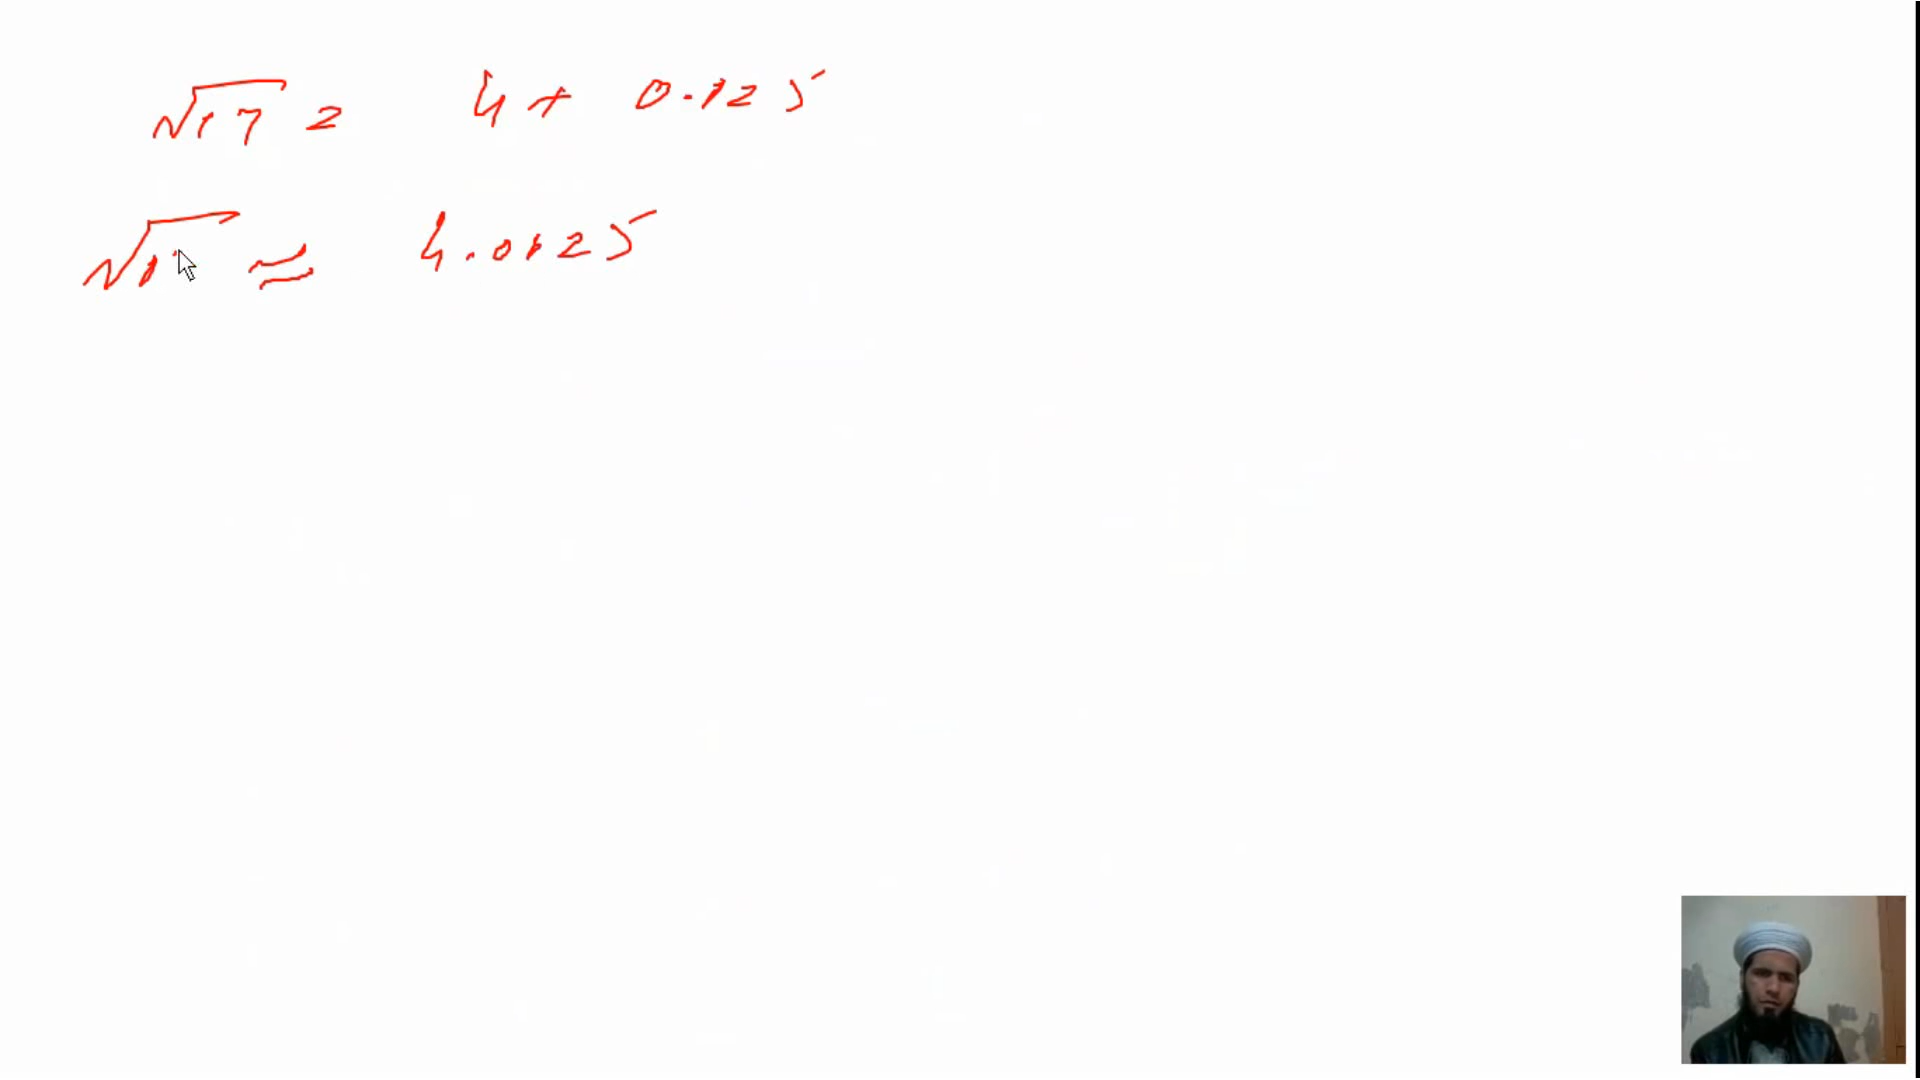 √17 = 4 + 0.125
√1 ≈ 4.0125